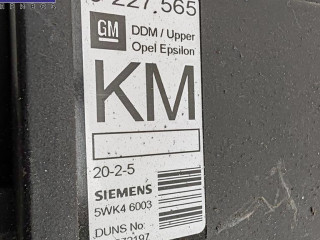 227.565
GM
DDM / Upper
Opel Epsilon
KM
20-2-5
SIEMENS
5WK4 6003
DUNS No: